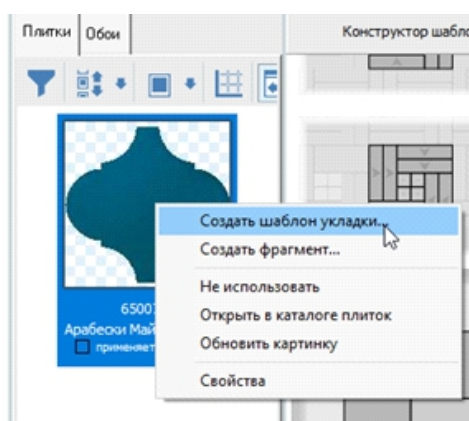 Плитки Обои
Конструктор шабло
6500
Арабески Май
применяет
Создать шаблон укладки...
Создать фрагмент...
Не использовать
Открыть в каталоге плиток
Обновить картинку
Свойства